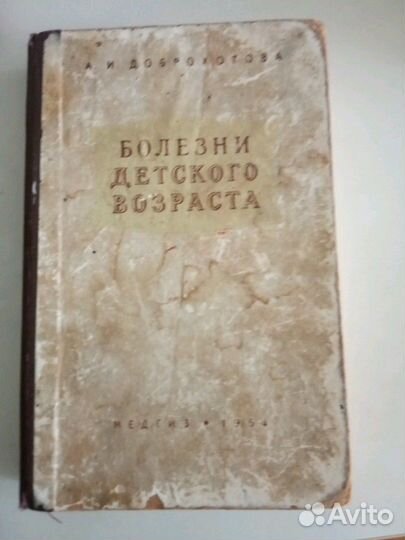 А И ДОБРОХОТОВА
БОЛЕЗНИ
ДЕТСКОГО
ВОЗРАСТА
МЕДГИЗ • 1954
Avito